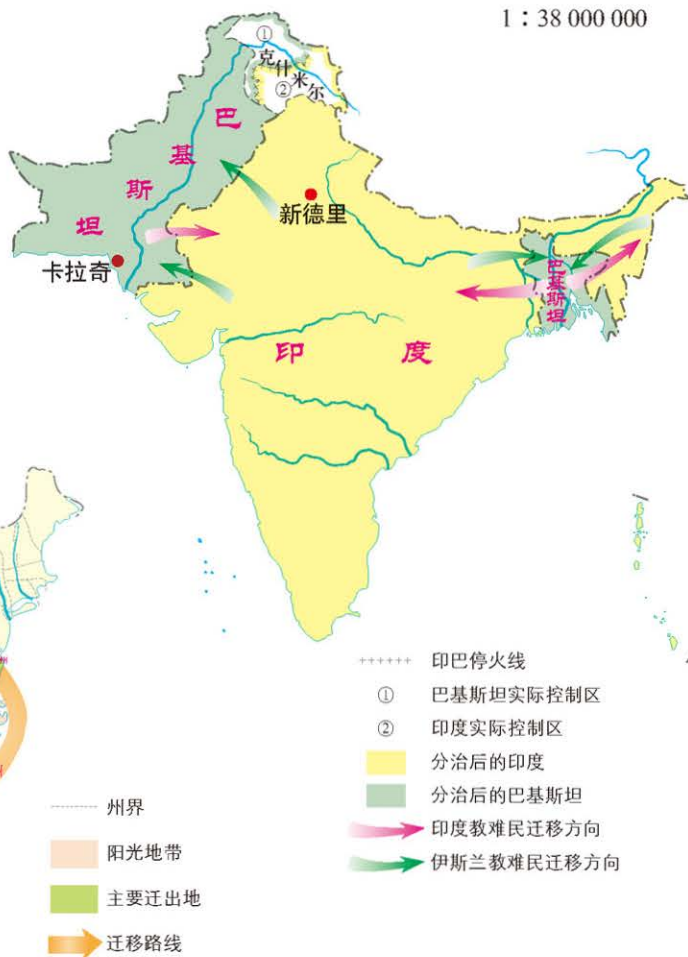 1：38 000 000
①
克什米尔
②
巴基斯坦
新德里
卡拉奇
巴基斯坦
印度
印巴停火线
① 巴基斯坦实际控制区
② 印度实际控制区
分治后的印度
分治后的巴基斯坦
印度教难民迁移方向
伊斯兰教难民迁移方向
州界
阳光地带
主要迁出地
迁移路线